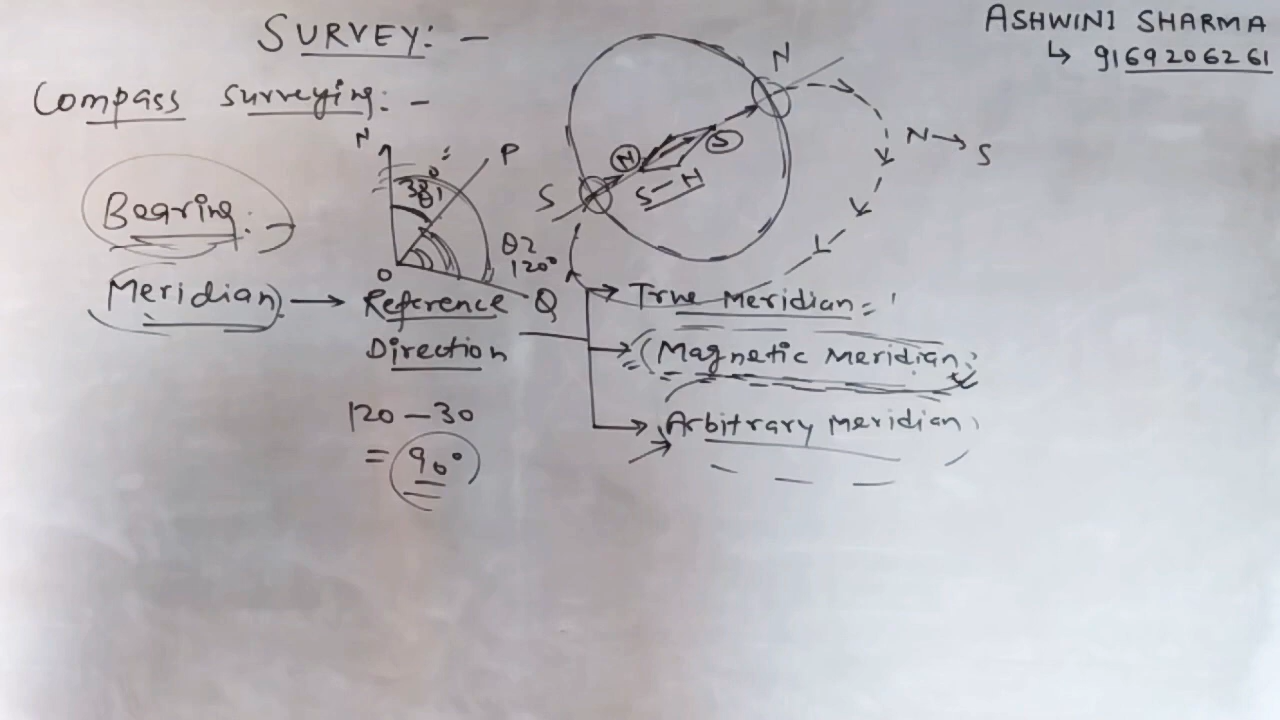 SURVEY: -
ASHWINI SHARMA
↳ 9169206261
Compass surveying: -
N
P
30°
θ1
θ2
120°
O
Q
N
S
N
S
S-N
N → S
Bearing: -
Meridian → Reference Direction
True Meridian:
(Magnetic Meridian:
Arbitrary Meridian
120 - 30
= 90°